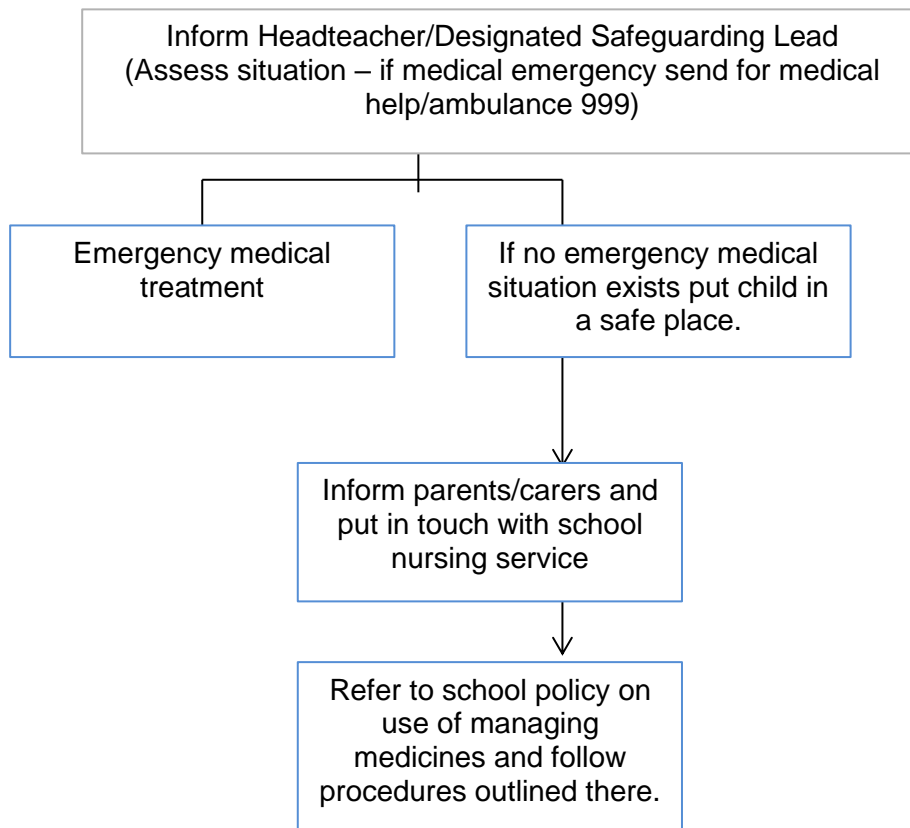 Inform Headteacher/Designated Safeguarding Lead
(Assess situation – if medical emergency send for medical
help/ambulance 999)
Emergency medical
treatment
If no emergency medical
situation exists put child in
a safe place.
Inform parents/carers and
put in touch with school
nursing service
Refer to school policy on
use of managing
medicines and follow
procedures outlined there.